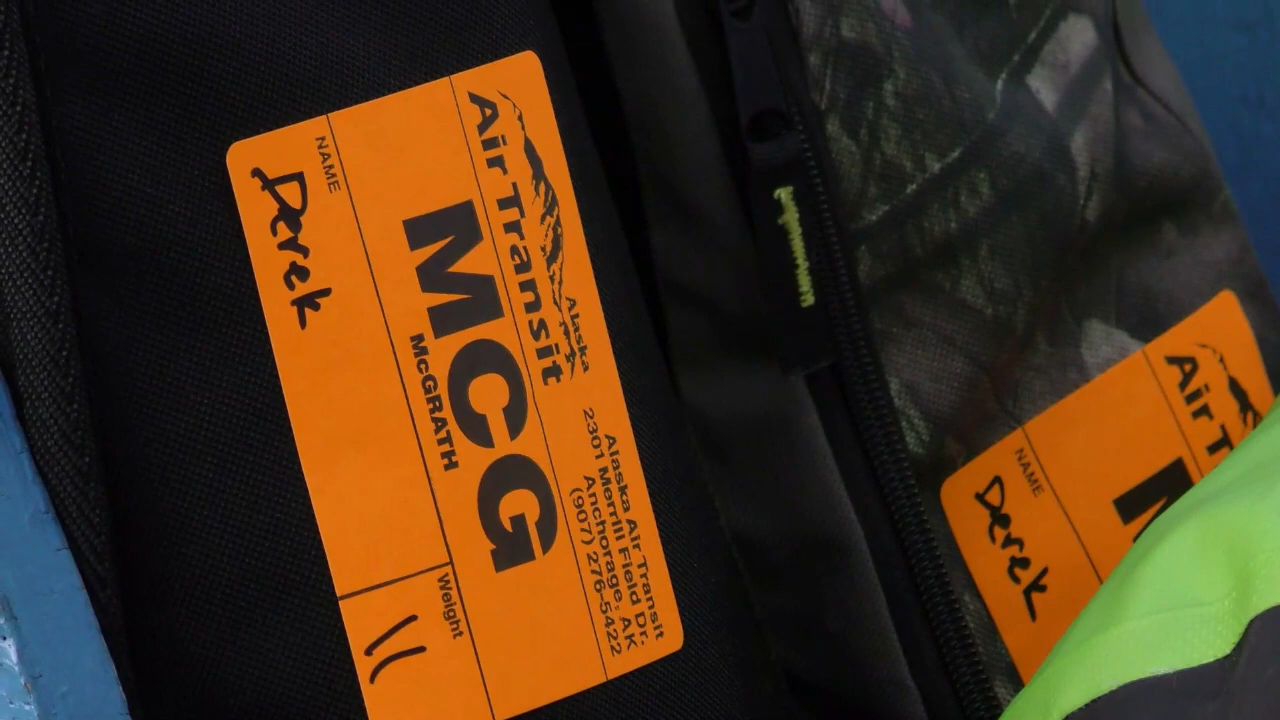 Alaska
Air Transit
Alaska Air Transit
2301 Merrill Field Dr.
Anchorage, AK
(907) 276-5422
MCG
McGRATH
NAME
Derek
Weight
11
Air T
M
NAME
Derek